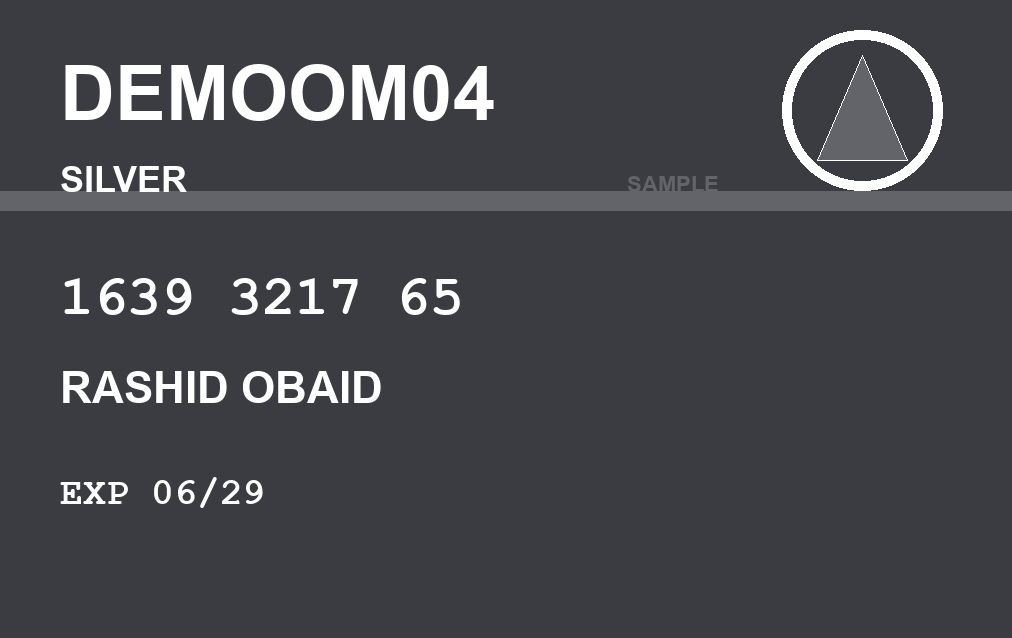 DEMOOM04
SILVER
SAMPLE
1639 3217 65
RASHID OBAID
EXP 06/29